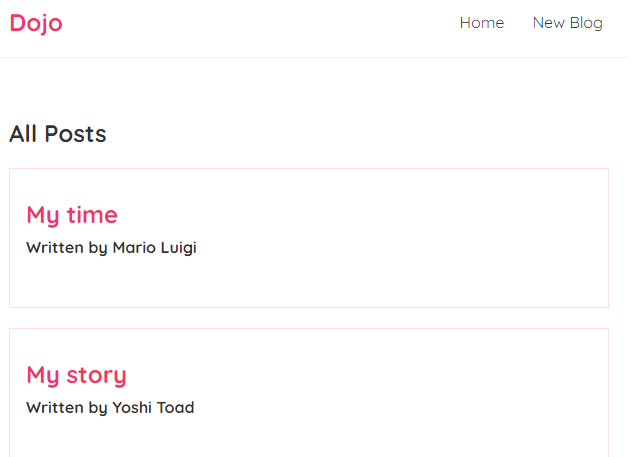 Dojo
Home New Blog
All Posts
My time
Written by Mario Luigi
My story
Written by Yoshi Toad